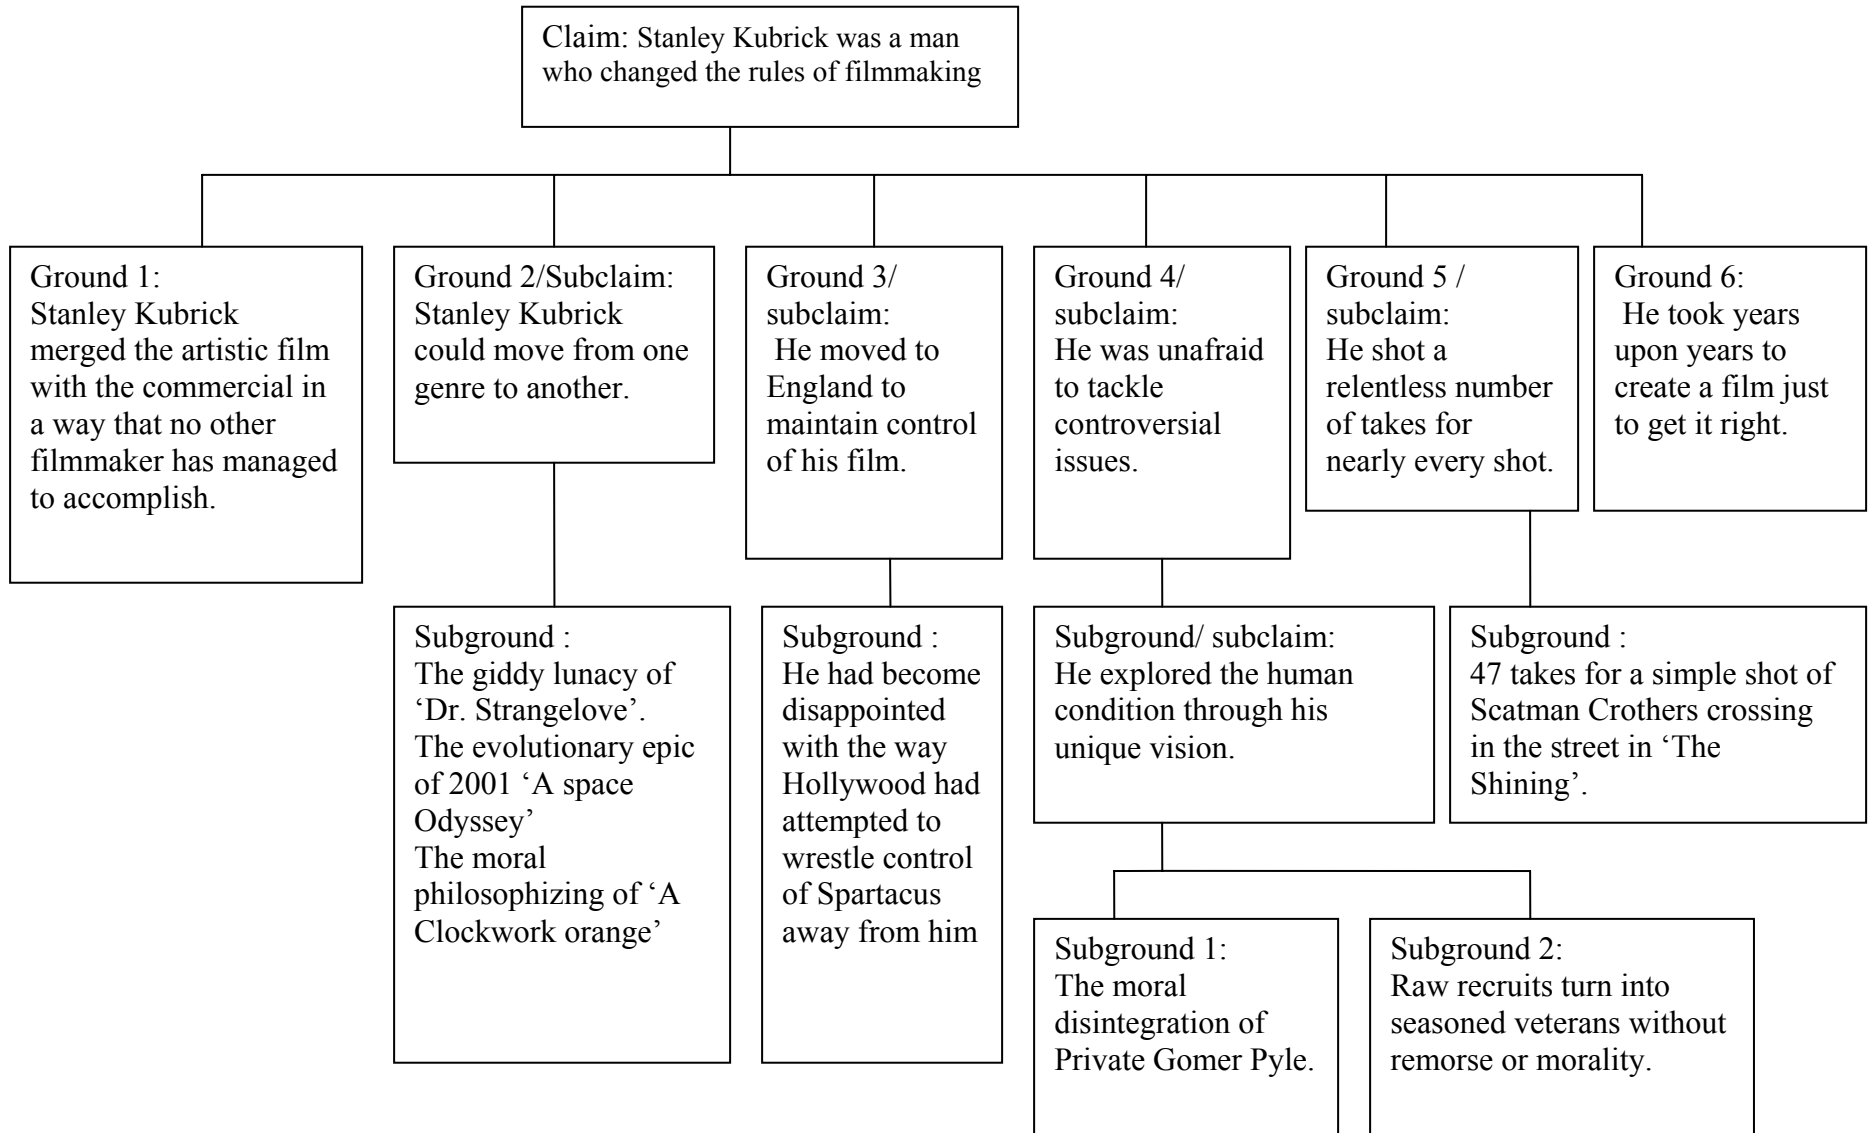 Claim: Stanley Kubrick was a man
who changed the rules of filmmaking
Ground 1:
Stanley Kubrick
merged the artistic film
with the commercial in
a way that no other
filmmaker has managed
to accomplish.
Ground 2/Subclaim:
Stanley Kubrick
could move from one
genre to another.
Ground 3/
subclaim:
He moved to
England to
maintain control
of his film.
Ground 4/
subclaim:
He was unafraid
to tackle
controversial
issues.
Ground 5 /
subclaim:
He shot a
relentless number
of takes for
nearly every shot.
Ground 6:
He took years
upon years to
create a film just
to get it right.
Subground :
The giddy lunacy of
‘Dr. Strangelove’.
The evolutionary epic
of 2001 ‘A space
Odyssey’
The moral
philosophizing of ‘A
Clockwork orange’
Subground :
He had become
disappointed
with the way
Hollywood had
attempted to
wrestle control
of Spartacus
away from him
Subground/ subclaim:
He explored the human
condition through his
unique vision.
Subground :
47 takes for a simple shot of
Scatman Crothers crossing
in the street in ‘The
Shining’.
Subground 1:
The moral
disintegration of
Private Gomer Pyle.
Subground 2:
Raw recruits turn into
seasoned veterans without
remorse or morality.